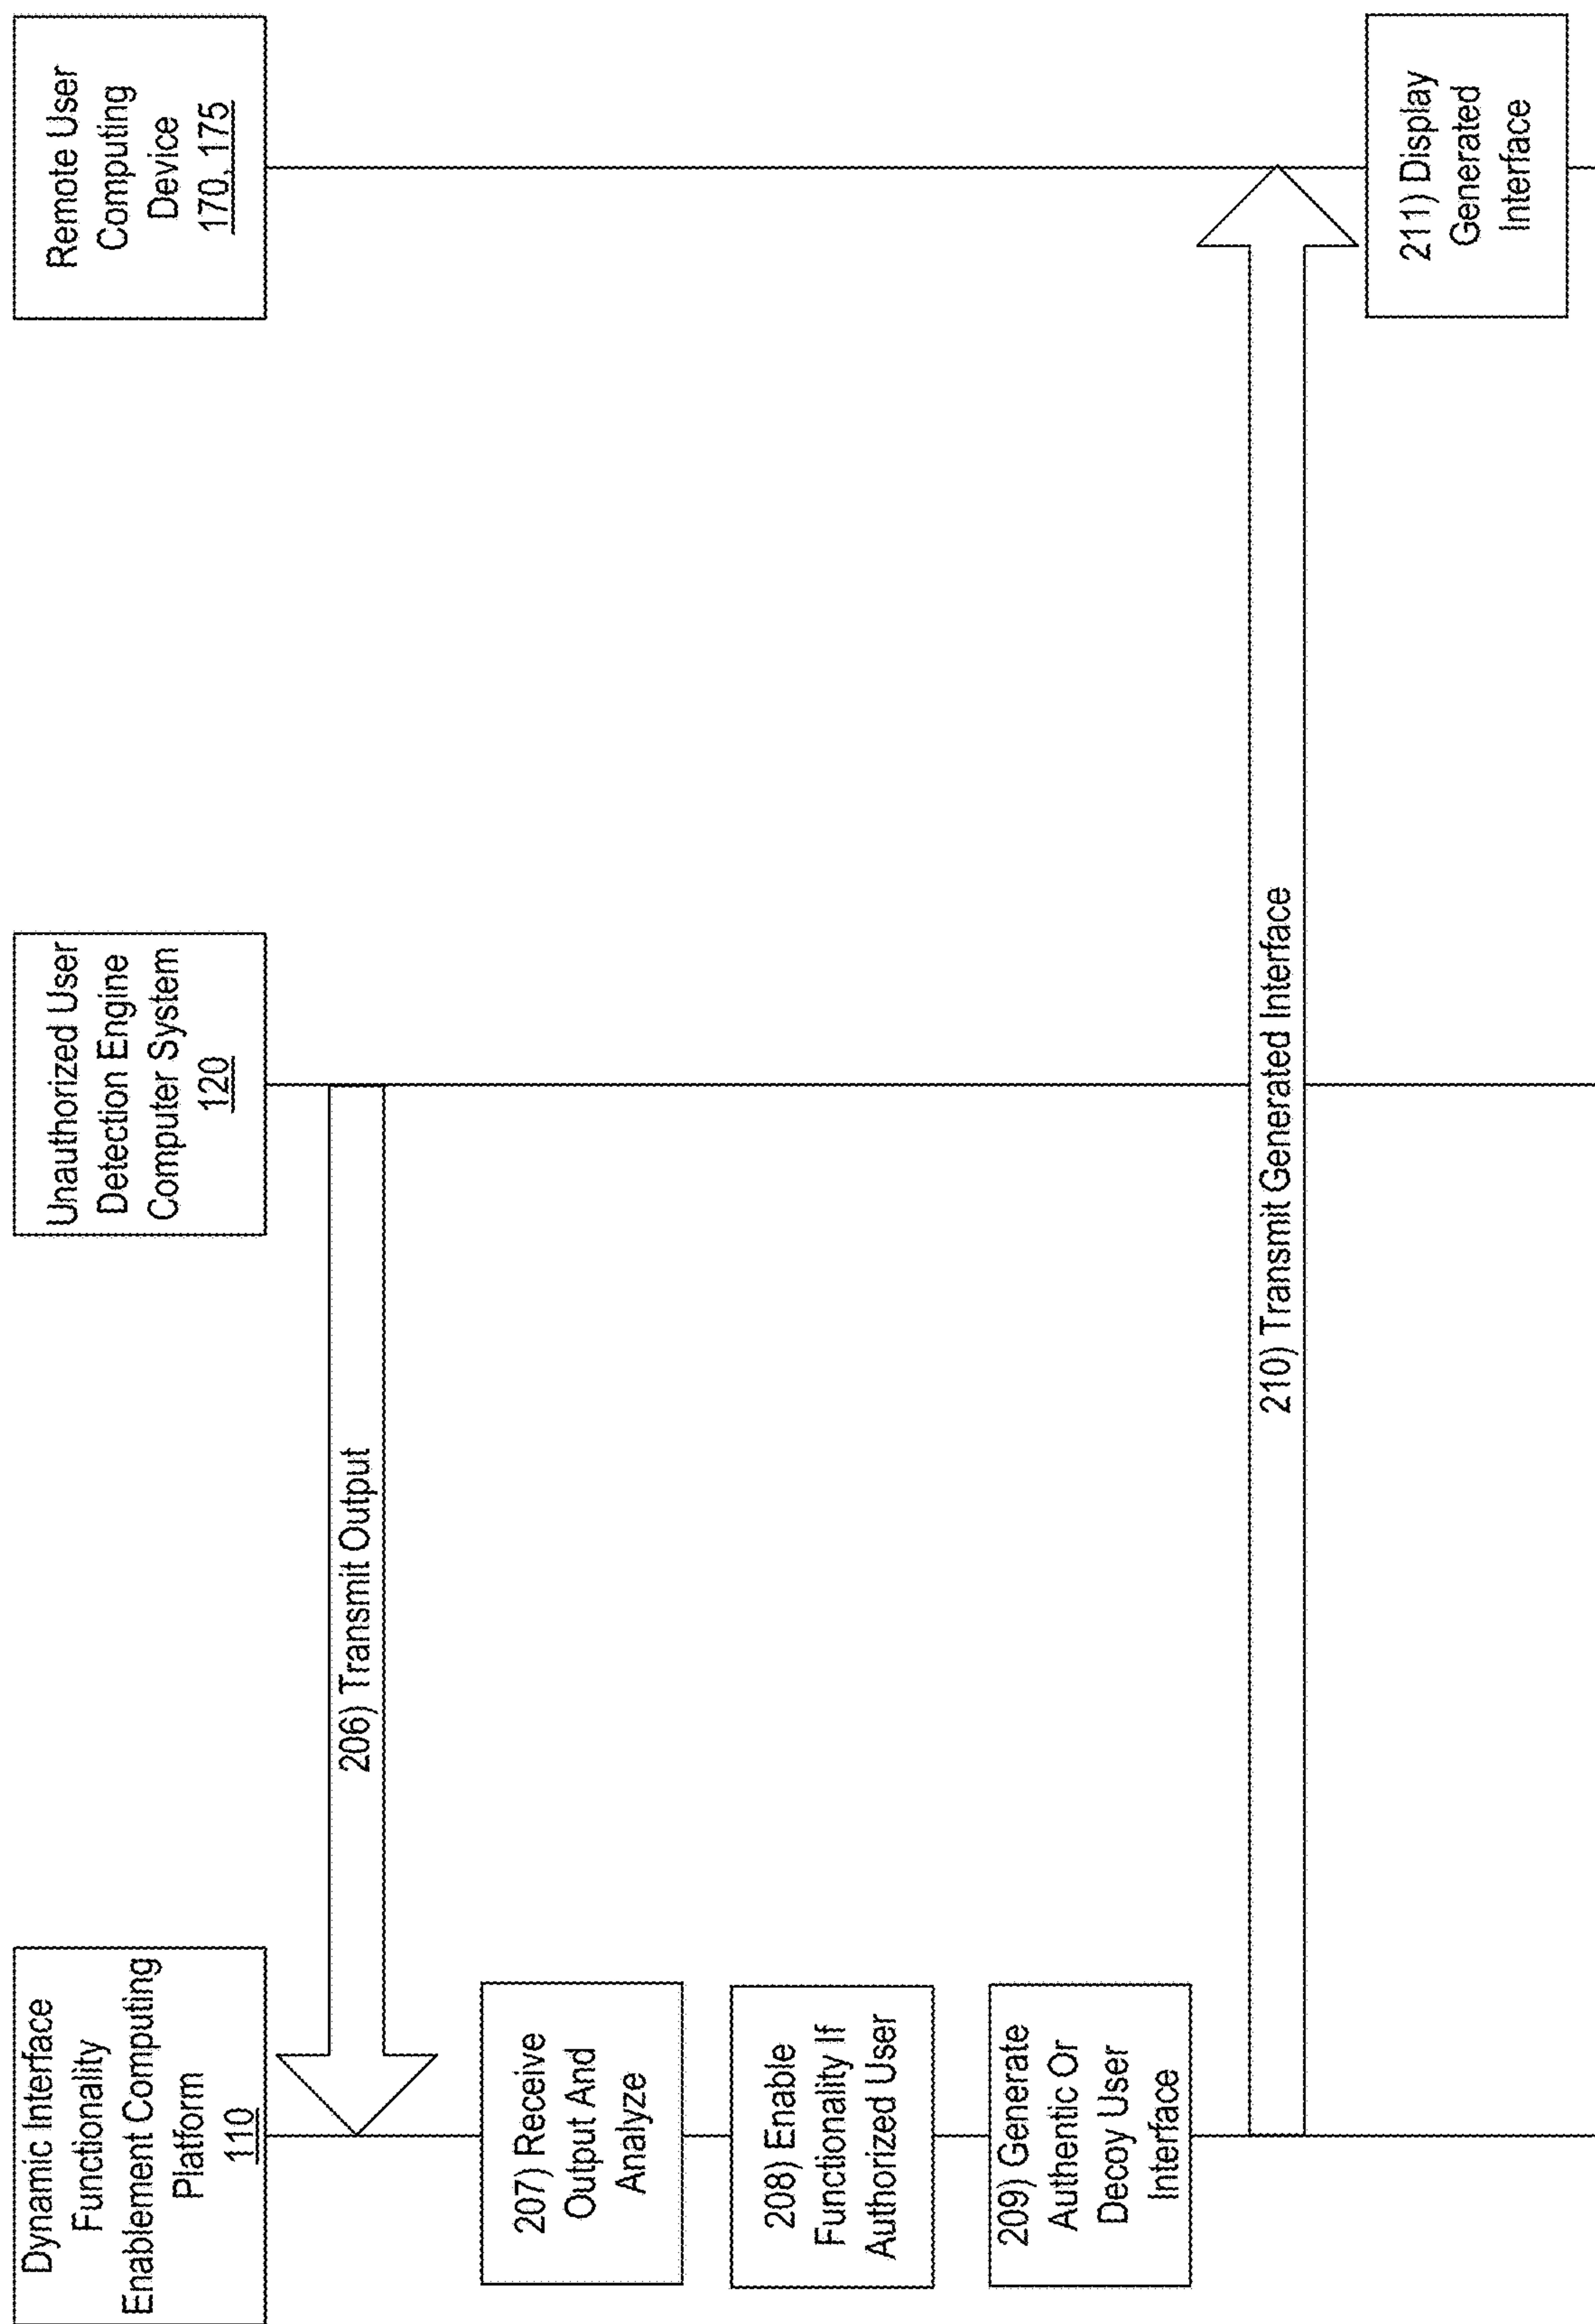 Dynamic Interface
Functionality
Enablement Computing
Platform
110
Unauthorized User
Detection Engine
Computer System
120
Remote User
Computing
Device
170, 175
206) Transmit Output
207) Receive
Output And
Analyze
208) Enable
Functionality If
Authorized User
209) Generate
Authentic Or
Decoy User
Interface
210) Transmit Generated Interface
211) Display
Generated
Interface